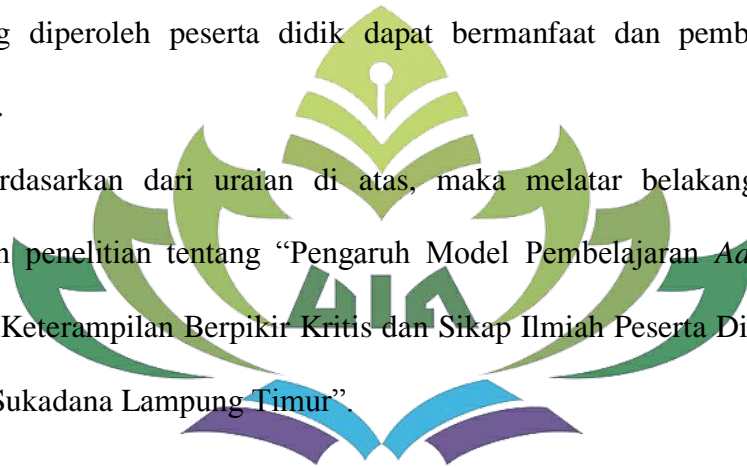 g diperoleh peserta didik dapat bermanfaat dan pemb
.
rdasarkan dari uraian di atas, maka melatar belakang
n penelitian tentang “Pengaruh Model Pembelajaran Ad
UIN
Keterampilan Berpikir Kritis dan Sikap Ilmiah Peserta Di
Sukadana Lampung Timur”.